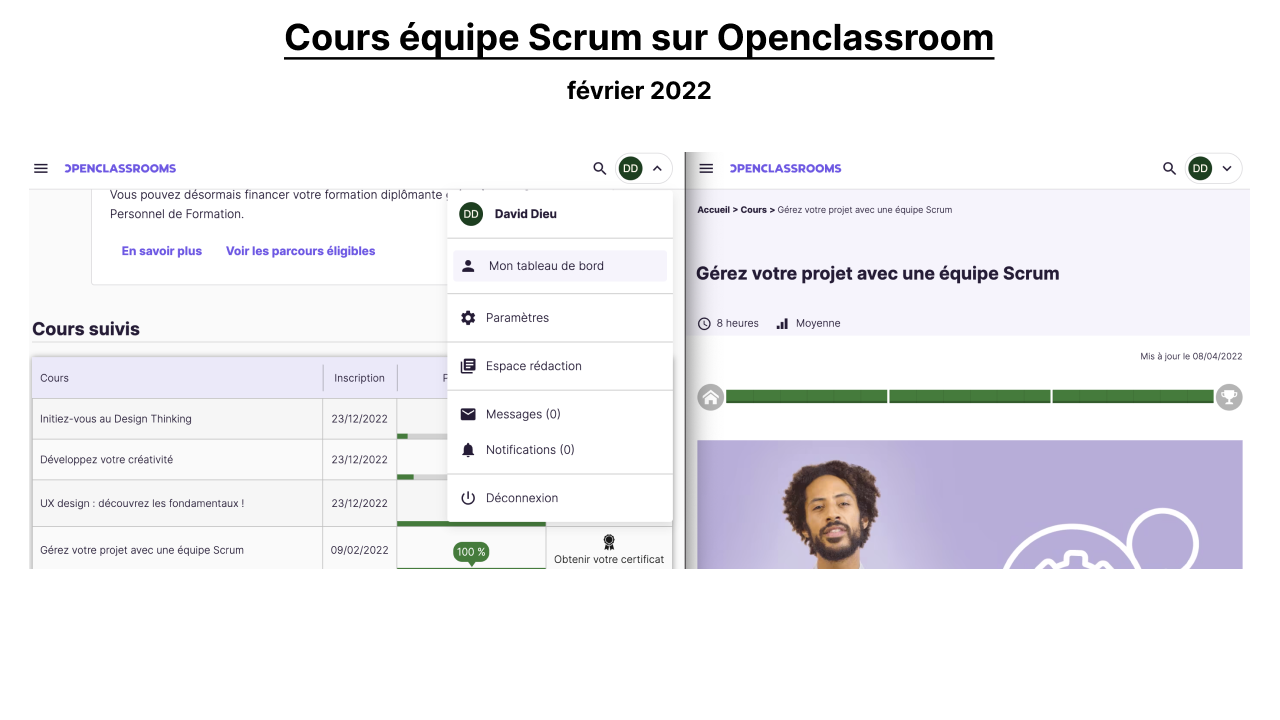 Cours équipe Scrum sur Openclassroom
février 2022
OPENCLASSROOMS
DD
Vous pouvez désormais financer votre formation diplômante
Personnel de Formation.
En savoir plus
Voir les parcours éligibles
DD David Dieu
Mon tableau de bord
Paramètres
Espace rédaction
Messages (0)
Notifications (0)
Déconnexion
Cours suivis
Cours Inscription
Initiez-vous au Design Thinking 23/12/2022
Développez votre créativité 23/12/2022
UX design : découvrez les fondamentaux ! 23/12/2022
Gérez votre projet avec une équipe Scrum 09/02/2022 100 % Obtenir votre certificat
OPENCLASSROOMS
DD
Accueil > Cours > Gérez votre projet avec une équipe Scrum
Gérez votre projet avec une équipe Scrum
8 heures Moyenne
Mis à jour le 08/04/2022